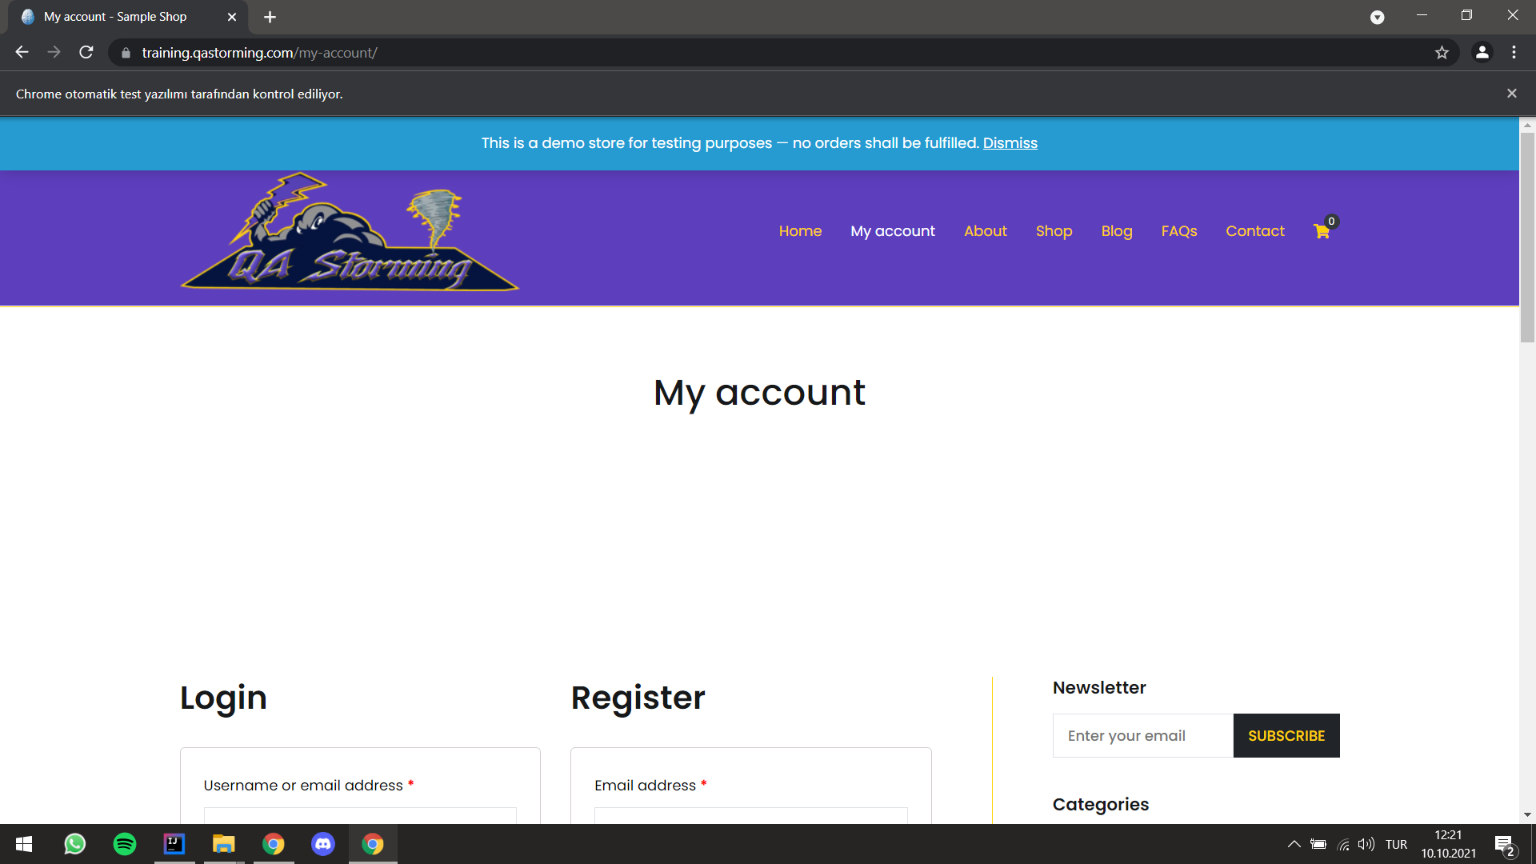 My account - Sample Shop
training.qastorming.com/my-account/
Chrome otomatik test yazılımı tarafından kontrol ediliyor.
This is a demo store for testing purposes — no orders shall be fulfilled. Dismiss
QA Storming
Home My account About Shop Blog FAQs Contact 0
My account
Login
Register
Newsletter
Enter your email SUBSCRIBE
Username or email address *
Email address *
Categories
IJ
TUR
12:21
10.10.2021
2